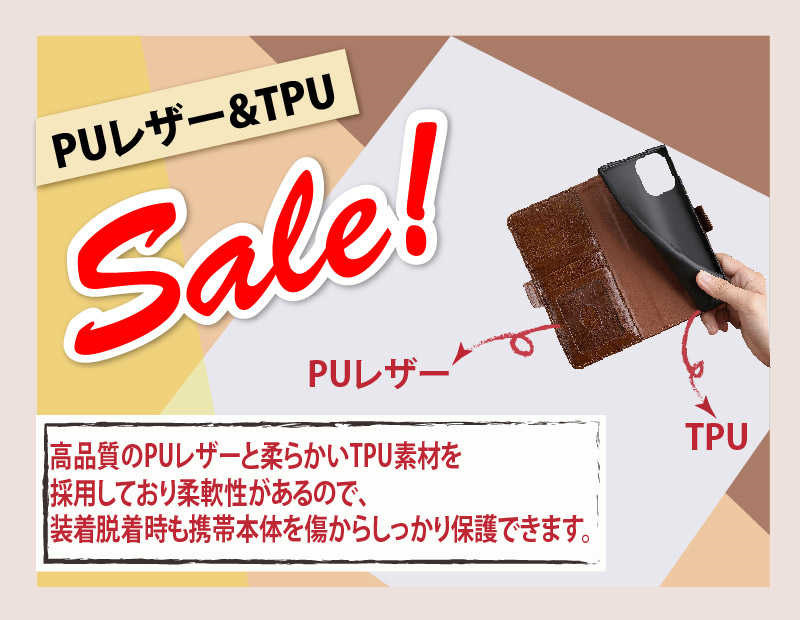 PUレザー&TPU
Sale!
PUレザー
TPU
高品質のPUレザーと柔らかいTPU素材を
採用しており柔軟性があるので、
装着脱着時も携帯本体を傷からしっかり保護できます。